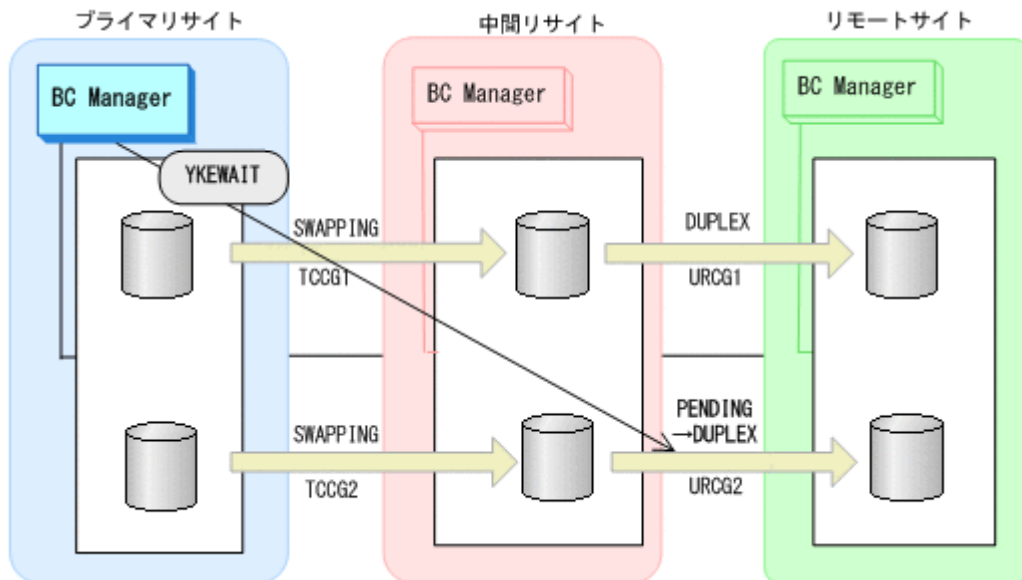 プライマリサイト
中間リサイト
リモートサイト
BC Manager
BC Manager
BC Manager
YKEWAIT
SWAPPING
TCCG1
DUPLEX
URCG1
SWAPPING
TCCG2
PENDING
→DUPLEX
URCG2